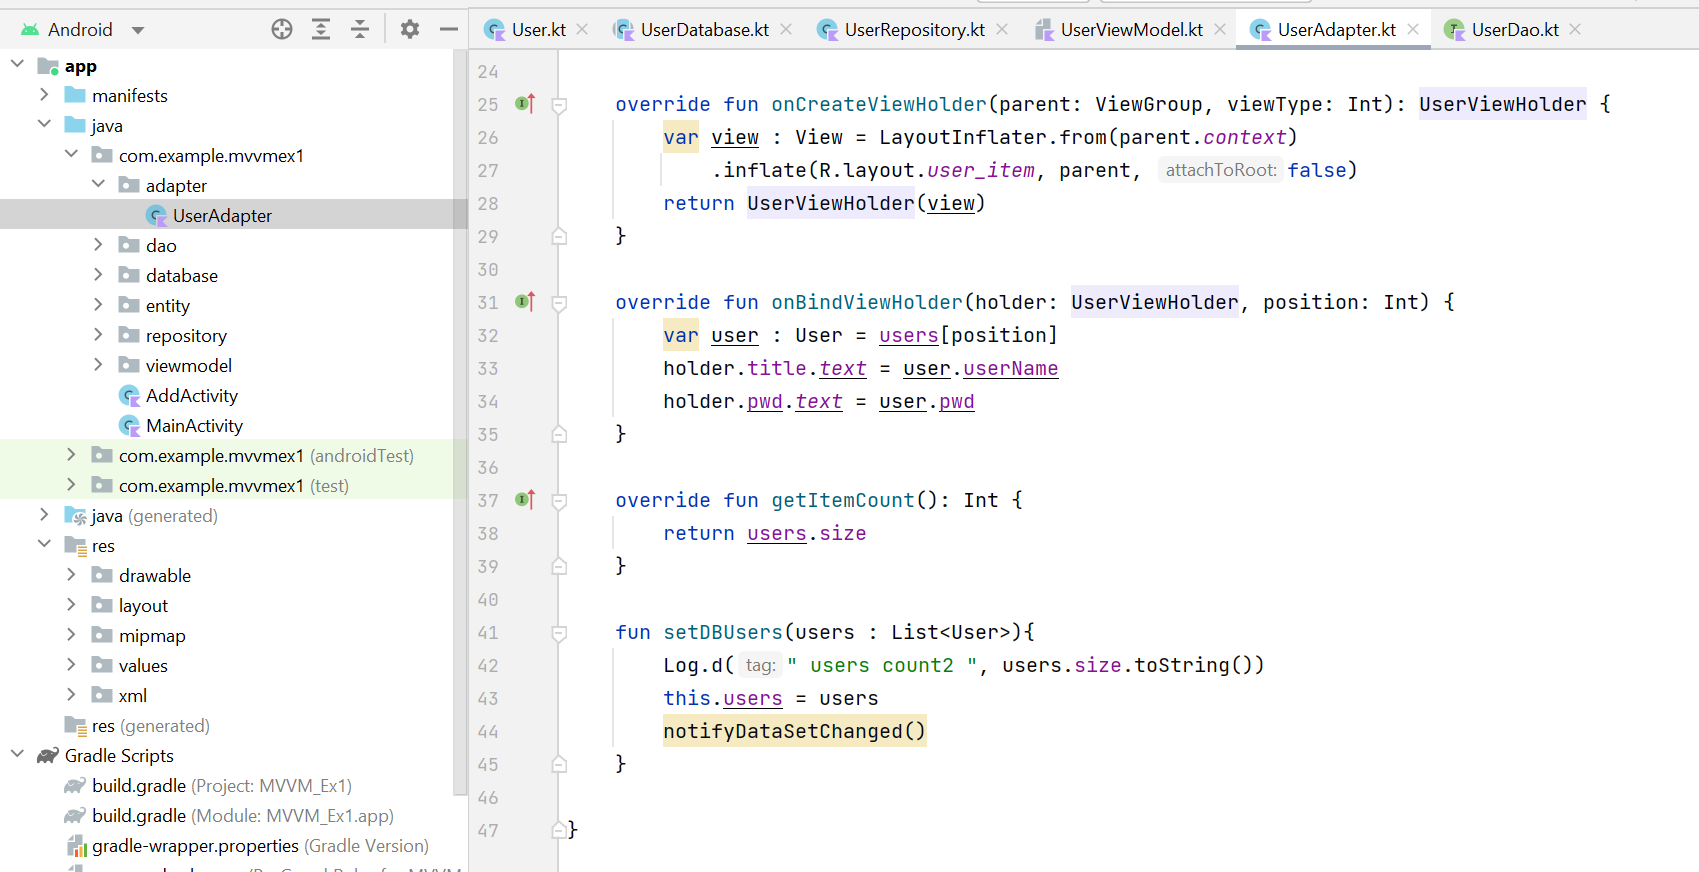 Android
User.kt
UserDatabase.kt
UserRepository.kt
UserViewModel.kt
UserAdapter.kt
UserDao.kt
app
manifests
java
com.example.mvvmex1
adapter
UserAdapter
dao
database
entity
repository
viewmodel
AddActivity
MainActivity
com.example.mvvmex1 (androidTest)
com.example.mvvmex1 (test)
java (generated)
res
drawable
layout
mipmap
values
xml
res (generated)
Gradle Scripts
build.gradle (Project: MVVM_Ex1)
build.gradle (Module: MVVM_Ex1.app)
gradle-wrapper.properties (Gradle Version)
24
25 override fun onCreateViewHolder(parent: ViewGroup, viewType: Int): UserViewHolder {
26 var view : View = LayoutInflater.from(parent.context)
27 .inflate(R.layout.user_item, parent, attachToRoot: false)
28 return UserViewHolder(view)
29 }
30
31 override fun onBindViewHolder(holder: UserViewHolder, position: Int) {
32 var user : User = users[position]
33 holder.title.text = user.userName
34 holder.pwd.text = user.pwd
35 }
36
37 override fun getItemCount(): Int {
38 return users.size
39 }
40
41 fun setDBUsers(users : List<User>){
42 Log.d( tag: " users count2 ", users.size.toString())
43 this.users = users
44 notifyDataSetChanged()
45 }
46
47 }